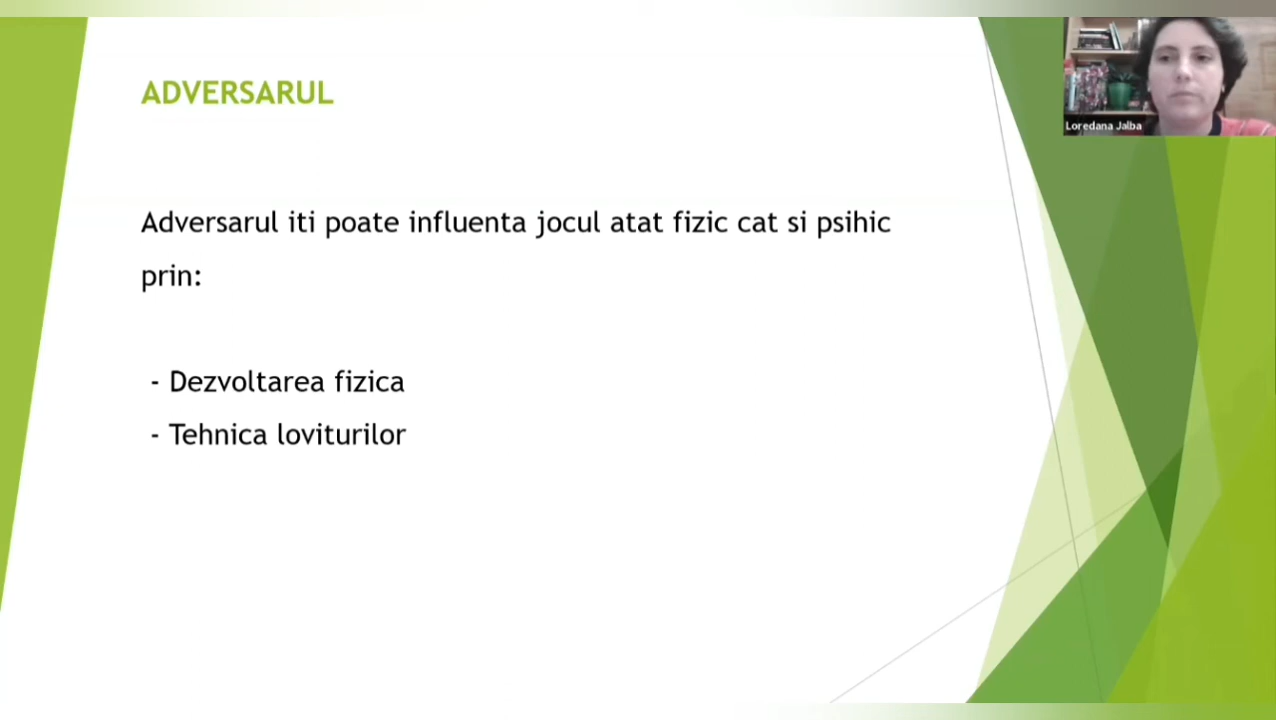 ADVERSARUL
Loredana Jalba
Adversarul iti poate influenta jocul atat fizic cat si psihic
prin:
- Dezvoltarea fizica
- Tehnica loviturilor